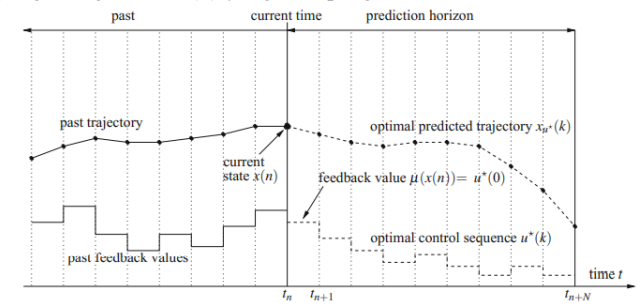 past
current time
prediction horizon
past trajectory
optimal predicted trajectory x_{u⋆}(k)
current
state x(n)
feedback value μ(x(n))= u⋆(0)
optimal control sequence u⋆(k)
past feedback values
time t
t_n
t_{n+1}
t_{n+N}